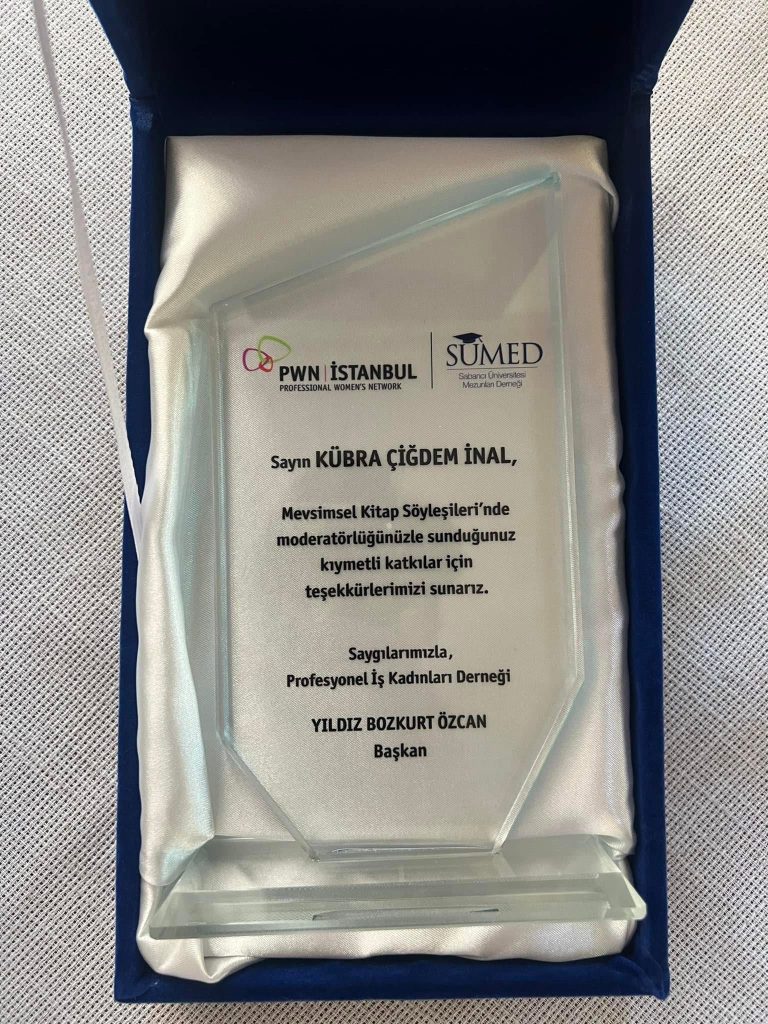 PWN | İSTANBUL
PROFESSIONAL WOMEN'S NETWORK
SUMED
Sabancı Üniversitesi
Mezunları Derneği
Sayın KÜBRA ÇİĞDEM İNAL,
Mevsimsel Kitap Söyleşileri'nde
moderatörlüğünüzle sunduğunuz
kıymetli katkılar için
teşekkürlerimizi sunarız.
Saygılarımızla,
Profesyonel İş Kadınları Derneği
YILDIZ BOZKURT ÖZCAN
Başkan